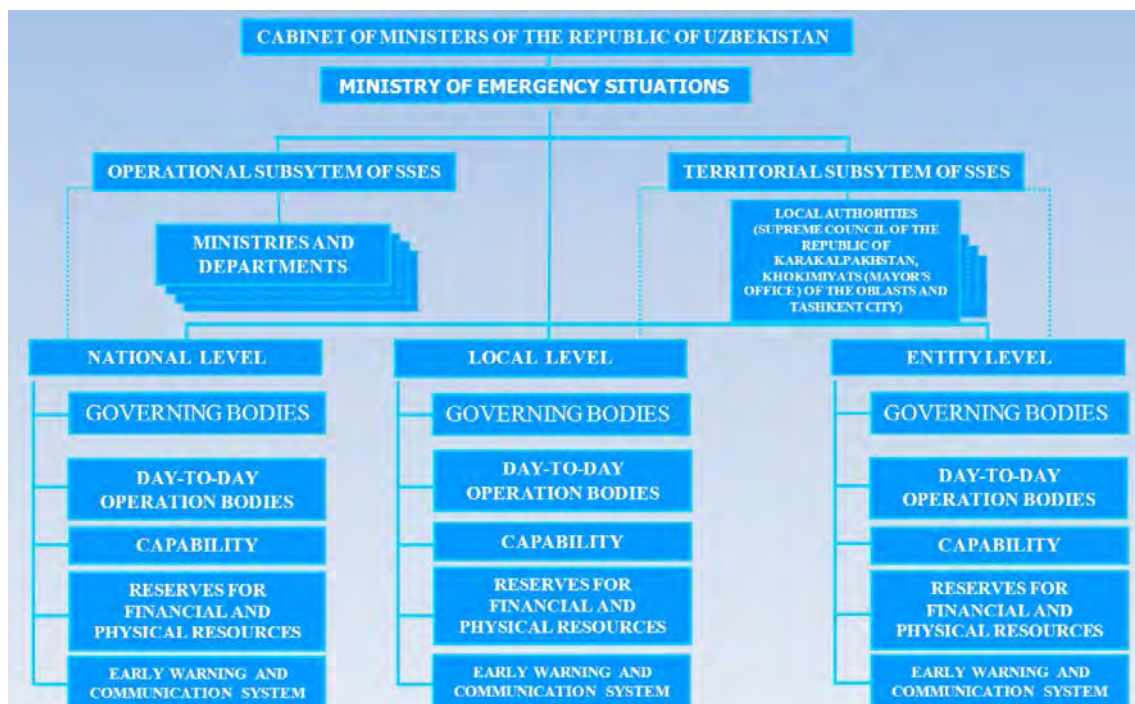 CABINET OF MINISTERS OF THE REPUBLIC OF UZBEKISTAN
MINISTRY OF EMERGENCY SITUATIONS
OPERATIONAL SUBSYTEM OF SSES
TERRITORIAL SUBSYTEM OF SSES
MINISTRIES AND
DEPARTMENTS
LOCAL AUTHORITIES
(SUPREME COUNCIL OF THE
REPUBLIC OF
KARAKALPAKHSTAN,
KHOKIMIYATS (MAYOR'S
OFFICE) OF THE OBLASTS AND
TASHKENT CITY)
NATIONAL LEVEL
GOVERNING BODIES
DAY-TO-DAY
OPERATION BODIES
CAPABILITY
RESERVES FOR
FINANCIAL AND
PHYSICAL RESOURCES
EARLY WARNING AND
COMMUNICATION SYSTEM
LOCAL LEVEL
GOVERNING BODIES
DAY-TO-DAY
OPERATION BODIES
CAPABILITY
RESERVES FOR
FINANCIAL AND
PHYSICAL RESOURCES
EARLY WARNING AND
COMMUNICATION SYSTEM
ENTITY LEVEL
GOVERNING BODIES
DAY-TO-DAY
OPERATION BODIES
CAPABILITY
RESERVES FOR
FINANCIAL AND
PHYSICAL RESOURCES
EARLY WARNING AND
COMMUNICATION SYSTEM